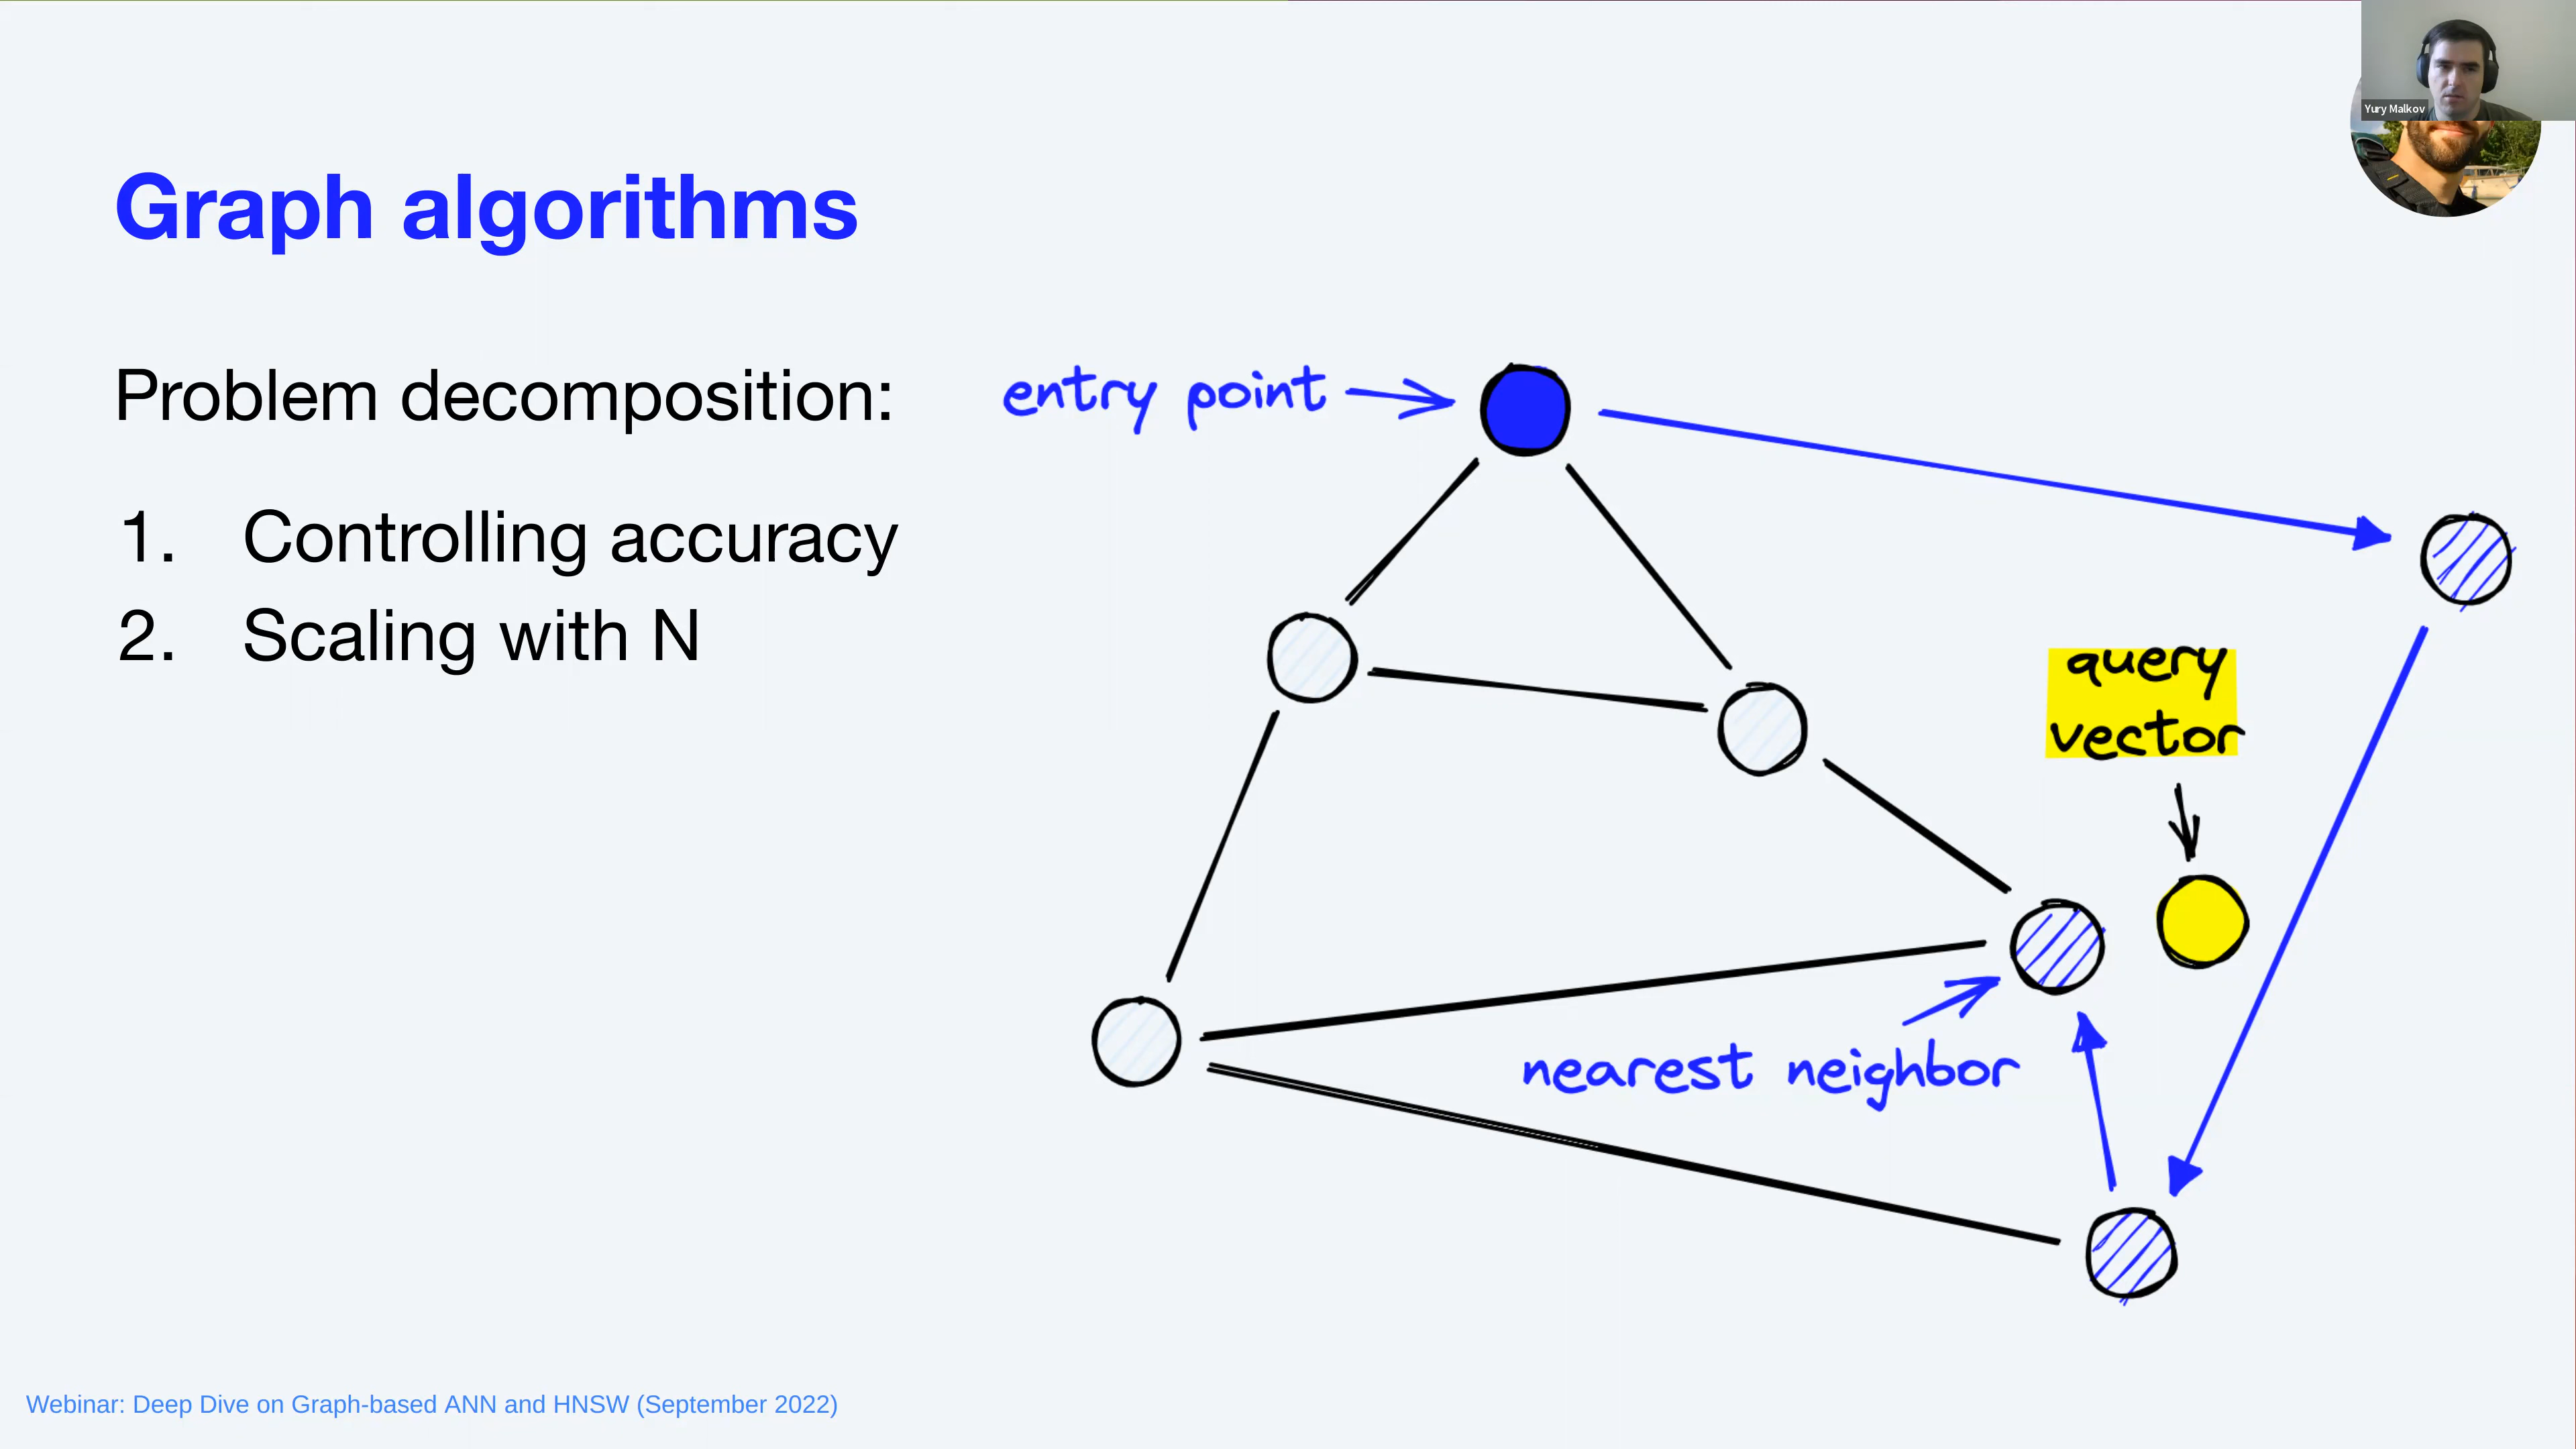 Yury Malkov
Graph algorithms
Problem decomposition:
1. Controlling accuracy
2. Scaling with N
entry point
query
vector
nearest neighbor
Webinar: Deep Dive on Graph-based ANN and HNSW (September 2022)